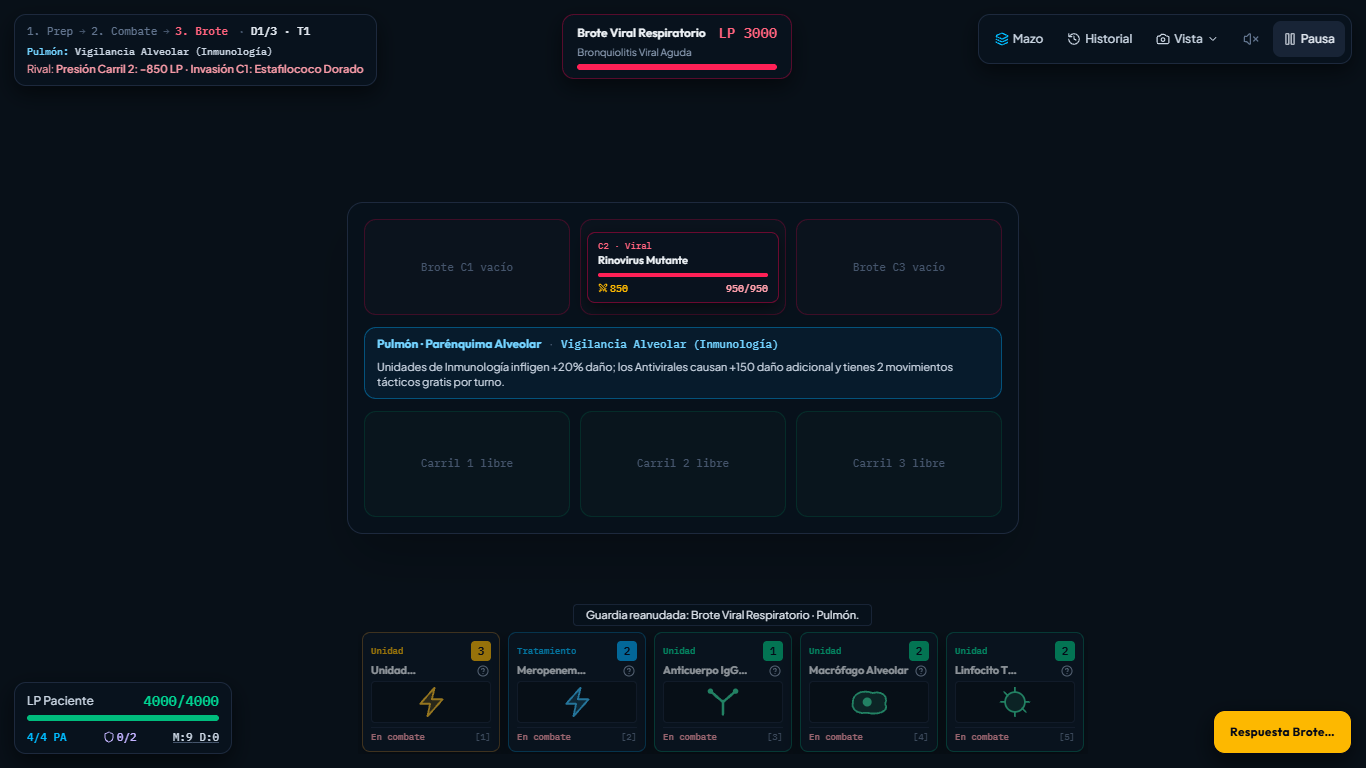 1. Prep → 2. Combate → 3. Brote · D1/3 · T1
Pulmón: Vigilancia Alveolar (Inmunología)
Rival: Presión Carril 2: -850 LP · Invasión C1: Estafilococo Dorado
Brote Viral Respiratorio LP 3000
Bronquiolitis Viral Aguda
Mazo Historial Vista Pausa
Brote C1 vacío
C2 · Viral
Rinovirus Mutante
850 950/950
Brote C3 vacío
Pulmón · Parénquima Alveolar · Vigilancia Alveolar (Inmunología)
Unidades de Inmunología infligen +20% daño; los Antivirales causan +150 daño adicional y tienes 2 movimientos
tácticos gratis por turno.
Carril 1 libre
Carril 2 libre
Carril 3 libre
Guardia reanudada: Brote Viral Respiratorio · Pulmón.
Unidad 3
Unidad...
En combate [1]
Tratamiento 2
Meropenem...
En combate [2]
Unidad 1
Anticuerpo IgG...
En combate [3]
Unidad 2
Macrófago Alveolar
En combate [4]
Unidad 2
Linfocito T...
En combate [5]
LP Paciente 4000/4000
4/4 PA 0/2 M:9 D:0
Respuesta Brote...